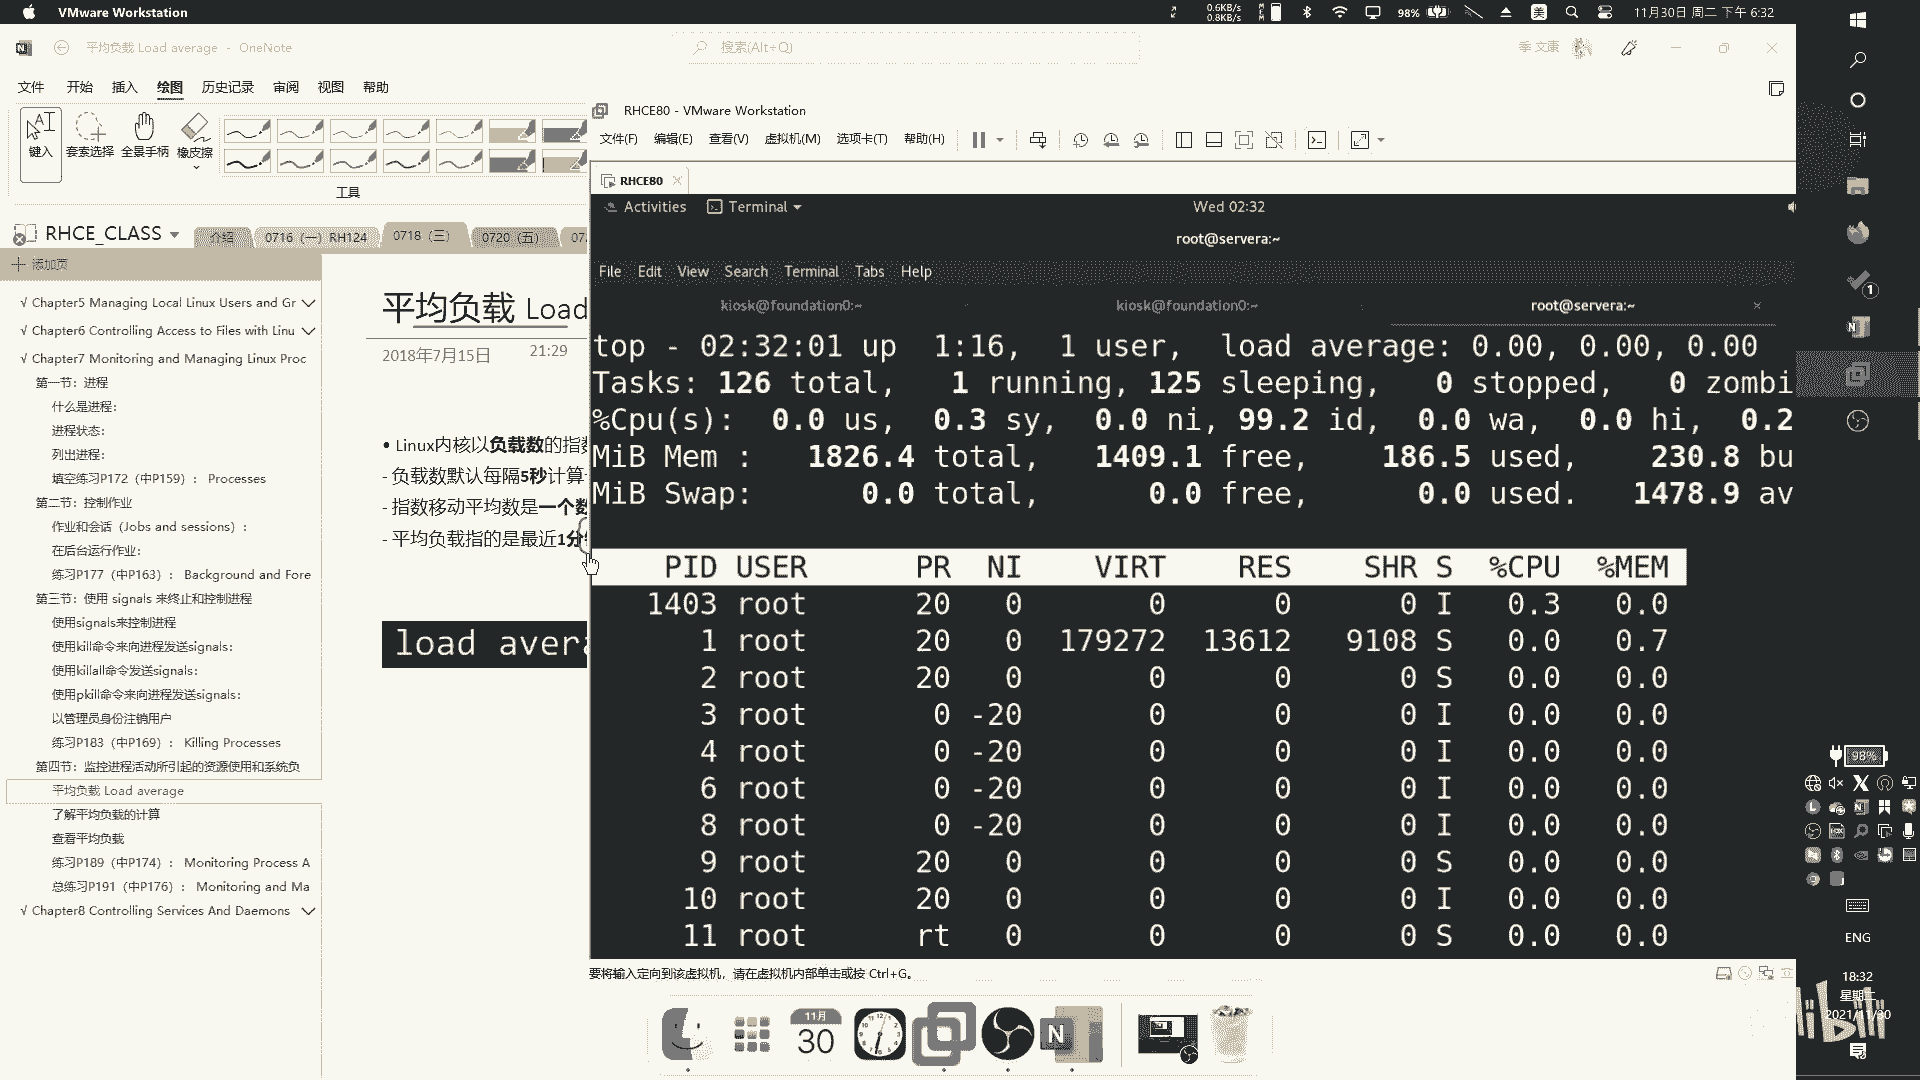 VMware Workstation
0.6KB/s
0.8KB/s
98%
美
11月30日 周二 下午 6:32
平均负载 Load average - OneNote
搜索(Alt+Q)
季 文康
文件 开始 插入 绘图 历史记录 审阅 视图 帮助
键入 套索选择 全景手柄 橡皮擦
工具
RHCE_CLASS
介绍 0716（一）RH124 0718（三） 0720（五） 07
添加页
√ Chapter5 Managing Local Linux Users and Gr
√ Chapter6 Controlling Access to Files with Linu
√ Chapter7 Monitoring and Managing Linux Proc
第一节：进程
什么是进程：
进程状态：
列出进程：
填空练习P172（中P159）： Processes
第二节：控制作业
作业和会话（Jobs and sessions）：
在后台运行作业：
练习P177（中P163）： Background and Fore
第三节：使用 signals 来终止和控制进程
使用signals来控制进程
使用kill命令来向进程发送signals：
使用killall命令发送signals：
使用pkill命令来向进程发送signals：
以管理员身份注销用户
练习P183（中P169）： Killing Processes
第四节：监控进程活动所引起的资源使用和系统负
平均负载 Load average
了解平均负载的计算
查看平均负载
练习P189（中P174）： Monitoring Process A
总练习P191（中P176）： Monitoring and Ma
√ Chapter8 Controlling Services And Daemons
平均负载 Load
2018年7月15日 21:29
• Linux内核以负载数的指数
- 负载数默认每隔5秒计算
- 指数移动平均数是一个数
- 平均负载指的是最近1分
load avera
RHCE80 - VMware Workstation
文件(F) 编辑(E) 查看(V) 虚拟机(M) 选项卡(T) 帮助(H)
RHCE80
Activities Terminal Wed 02:32
root@servera:~
File Edit View Search Terminal Tabs Help
kiosk@foundation0:~ kiosk@foundation0:~ root@servera:~
top - 02:32:01 up 1:16, 1 user, load average: 0.00, 0.00, 0.00
Tasks: 126 total, 1 running, 125 sleeping, 0 stopped, 0 zombi
%Cpu(s): 0.0 us, 0.3 sy, 0.0 ni, 99.2 id, 0.0 wa, 0.0 hi, 0.2
MiB Mem : 1826.4 total, 1409.1 free, 186.5 used, 230.8 bu
MiB Swap: 0.0 total, 0.0 free, 0.0 used. 1478.9 av
PID USER PR NI VIRT RES SHR S %CPU %MEM
1403 root 20 0 0 0 0 I 0.3 0.0
1 root 20 0 179272 13612 9108 S 0.0 0.7
2 root 20 0 0 0 0 S 0.0 0.0
3 root 0 -20 0 0 0 I 0.0 0.0
4 root 0 -20 0 0 0 I 0.0 0.0
6 root 0 -20 0 0 0 I 0.0 0.0
8 root 0 -20 0 0 0 I 0.0 0.0
9 root 20 0 0 0 0 S 0.0 0.0
10 root 20 0 0 0 0 I 0.0 0.0
11 root rt 0 0 0 0 S 0.0 0.0
要将输入定向到该虚拟机，请在虚拟机内部单击或按 Ctrl+G。
11月
30
N
1
98%
ENG
18:32
星期二
2021/11/30